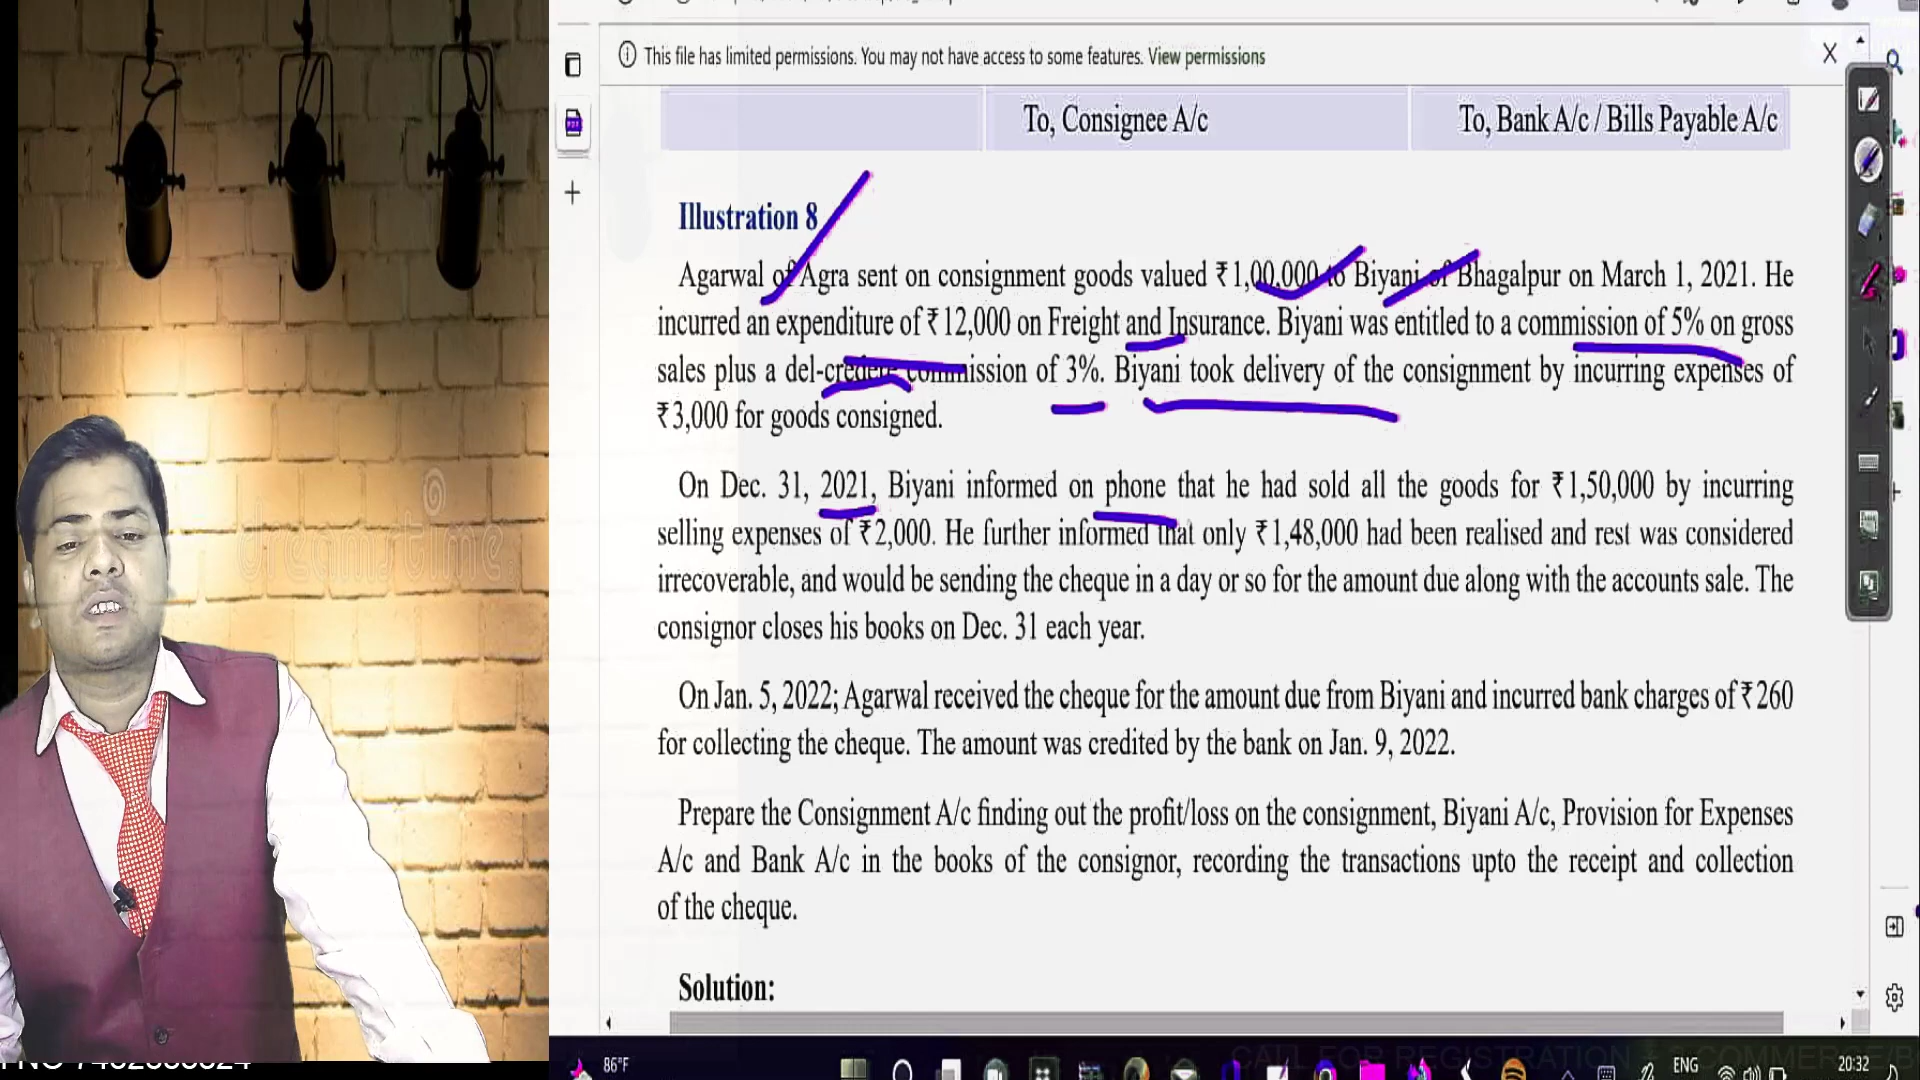 This file has limited permissions. You may not have access to some features. View permissions
To, Consignee A/c
To, Bank A/c / Bills Payable A/c
Illustration 8
Agarwal of Agra sent on consignment goods valued ₹1,00,000 to Biyani of Bhagalpur on March 1, 2021. He
incurred an expenditure of ₹12,000 on Freight and Insurance. Biyani was entitled to a commission of 5% on gross
sales plus a del-credere commission of 3%. Biyani took delivery of the consignment by incurring expenses of
₹3,000 for goods consigned.
On Dec. 31, 2021, Biyani informed on phone that he had sold all the goods for ₹1,50,000 by incurring
selling expenses of ₹2,000. He further informed that only ₹1,48,000 had been realised and rest was considered
irrecoverable, and would be sending the cheque in a day or so for the amount due along with the accounts sale. The
consignor closes his books on Dec. 31 each year.
On Jan. 5, 2022; Agarwal received the cheque for the amount due from Biyani and incurred bank charges of ₹260
for collecting the cheque. The amount was credited by the bank on Jan. 9, 2022.
Prepare the Consignment A/c finding out the profit/loss on the consignment, Biyani A/c, Provision for Expenses
A/c and Bank A/c in the books of the consignor, recording the transactions upto the receipt and collection
of the cheque.
Solution:
dreamstime
86°F
CALL FOR REGISTRATION
ENG
20:32